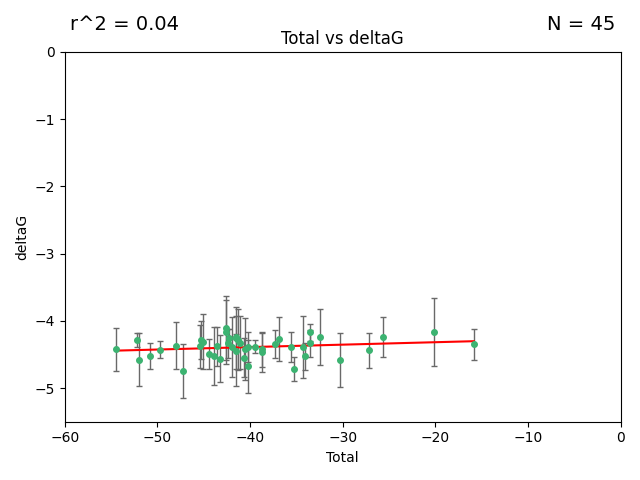 r^2 = 0.04
N = 45
Total vs deltaG
0
−1
−2
−3
−4
−5
deltaG
−60
−50
−40
−30
−20
−10
0
Total